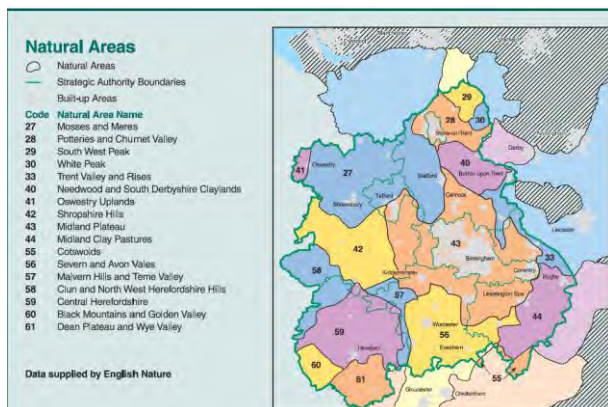 Natural Areas
Natural Areas
Strategic Authority Boundaries
Built-up Areas
Code Natural Area Name
27 Mosses and Meres
28 Potteries and Churnet Valley
29 South West Peak
30 White Peak
33 Trent Valley and Rises
40 Needwood and South Derbyshire Claylands
41 Oswestry Uplands
42 Shropshire Hills
43 Midland Plateau
44 Midland Clay Pastures
55 Cotswolds
56 Severn and Avon Vales
57 Malvern Hills and Teme Valley
58 Clun and North West Herefordshire Hills
59 Central Herefordshire
60 Black Mountains and Golden Valley
61 Dean Plateau and Wye Valley
Data supplied by English Nature
29
28
30
Stoke-on-Trent
Derby
41
Oswestry
27
40
Stafford
Burton upon Trent
Telford
Cannock
Shrewsbury
Leicester
42
43
Birmingham
33
58
Kidderminster
Coventry
Rugby
57
Leamington Spa
44
Worcester
59
56
Hereford
Evesham
60
61
55
Gloucester
Cheltenham